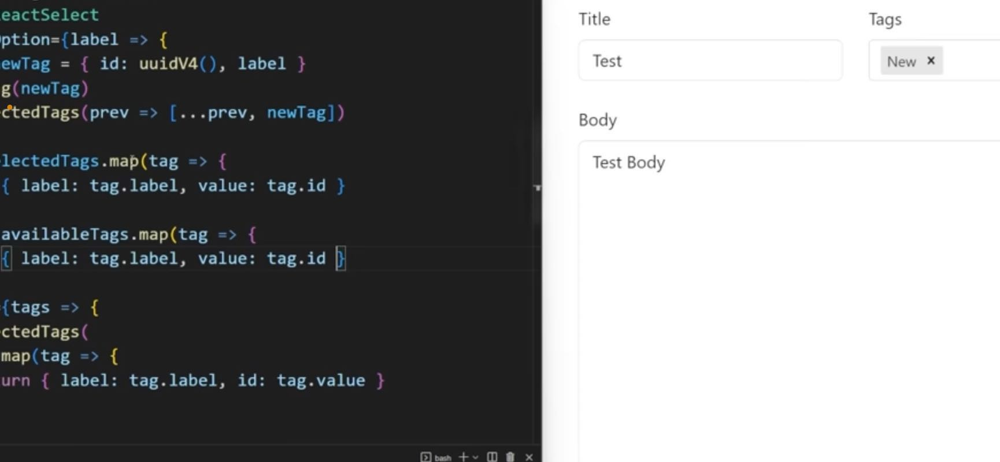 eactSelect
ption={label => {
ewTag = { id: uuidV4(), label }
g(newTag)
ctedTags(prev => [...prev, newTag])
lectedTags.map(tag => {
{ label: tag.label, value: tag.id }
availableTags.map(tag => {
{ label: tag.label, value: tag.id }
={tags => {
ctedTags(
map(tag => {
urn { label: tag.label, id: tag.value }
bash
Title
Tags
Test
New ×
Body
Test Body